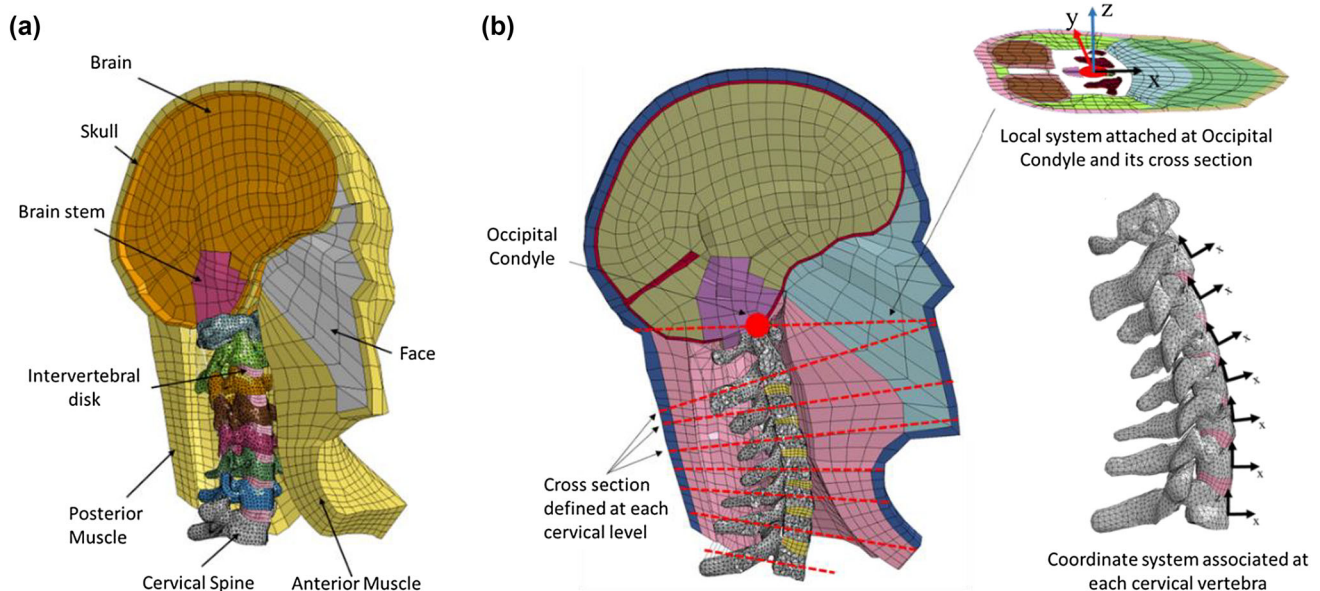 (a)
Brain
Skull
Brain stem
Intervertebral
disk
Posterior
Muscle
Cervical Spine
Anterior Muscle
Face
(b)
Occipital
Condyle
Cross section
defined at each
cervical level
y
z
x
Local system attached at Occipital
Condyle and its cross section
x
x
x
x
x
x
x
Coordinate system associated at
each cervical vertebra